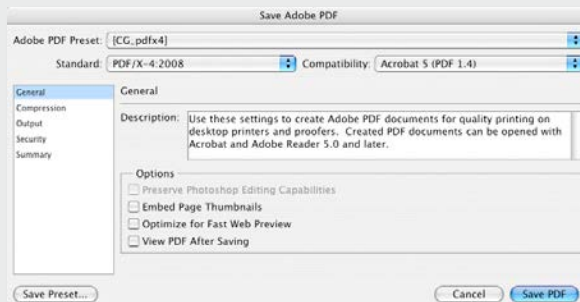 Save Adobe PDF
Adobe PDF Preset: [CG_pdfx4]
Standard: PDF/X-4:2008 Compatibility: Acrobat 5 (PDF 1.4)
General
Compression
Output
Security
Summary
General
Description: Use these settings to create Adobe PDF documents for quality printing on
desktop printers and proofers. Created PDF documents can be opened with
Acrobat and Adobe Reader 5.0 and later.
Options
Preserve Photoshop Editing Capabilities
Embed Page Thumbnails
Optimize for Fast Web Preview
View PDF After Saving
Save Preset... Cancel Save PDF